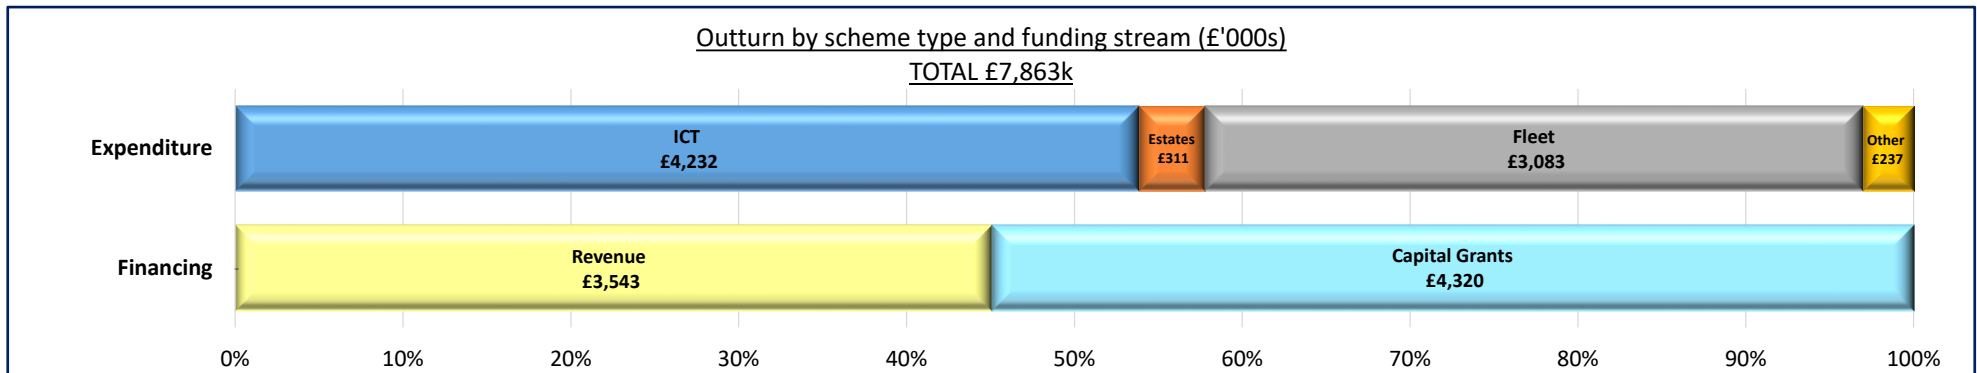 Outturn by scheme type and funding stream (£'000s)
TOTAL £7,863k
Expenditure
ICT
£4,232
Estates
£311
Fleet
£3,083
Other
£237
Financing
Revenue
£3,543
Capital Grants
£4,320
0% 10% 20% 30% 40% 50% 60% 70% 80% 90% 100%